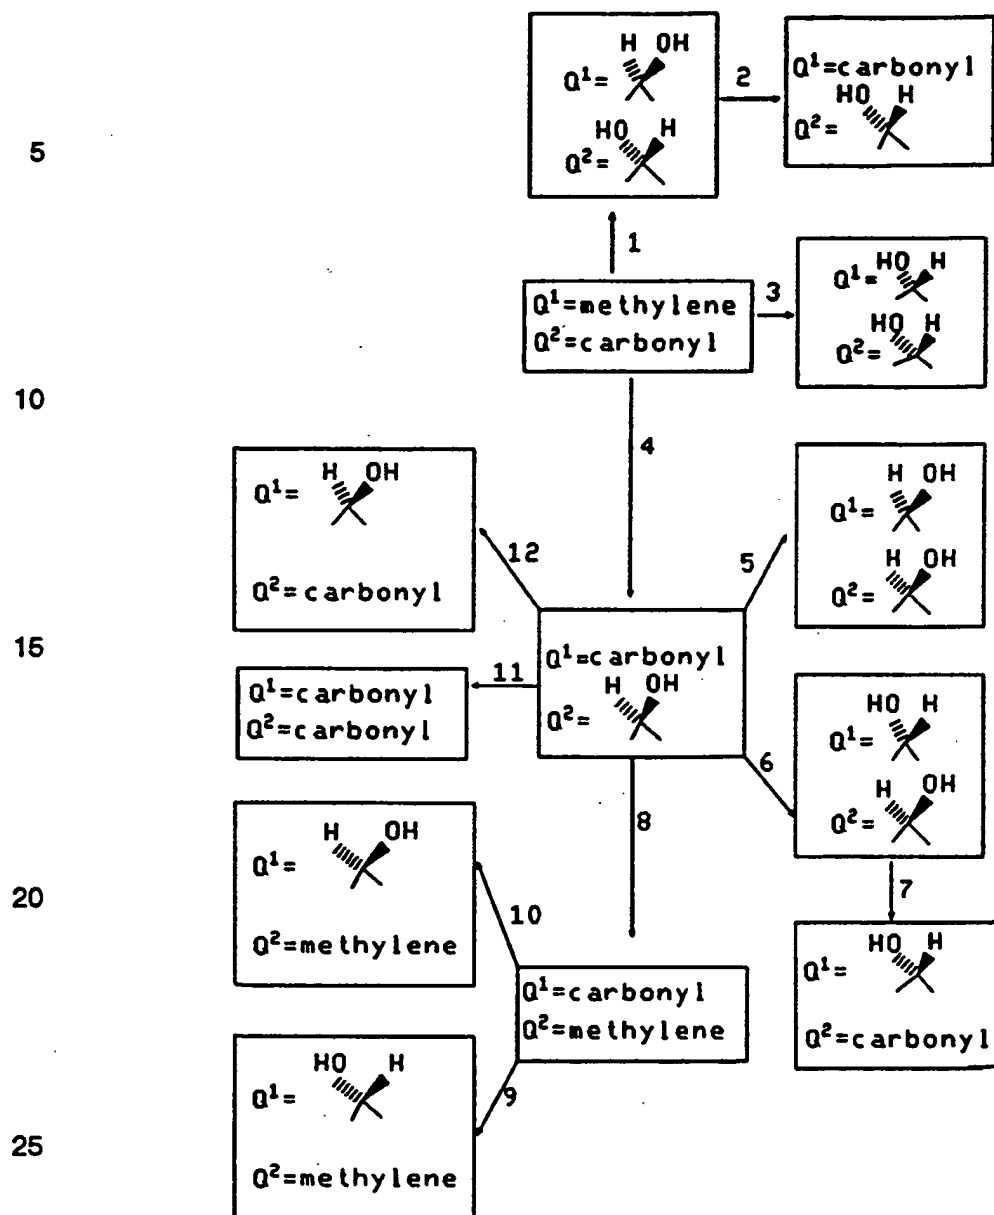 H OH
Q¹=
HO H
Q²=
2
Q¹=carbonyl
HO H
Q²=
5
1
Q¹=methylene
Q²=carbonyl
3
HO H
Q¹=
HO H
Q²=
10
4
H OH
Q¹=
Q²=carbonyl
12
5
H OH
Q¹=
H OH
Q²=
15
Q¹=carbonyl
Q²=carbonyl
11
Q¹=carbonyl
H OH
Q²=
6
HO H
Q¹=
H OH
Q²=
8
7
H OH
Q¹=
Q²=methylene
20
10
Q¹=carbonyl
Q²=methylene
HO H
Q¹=
Q²=carbonyl
9
HO H
Q¹=
Q²=methylene
25